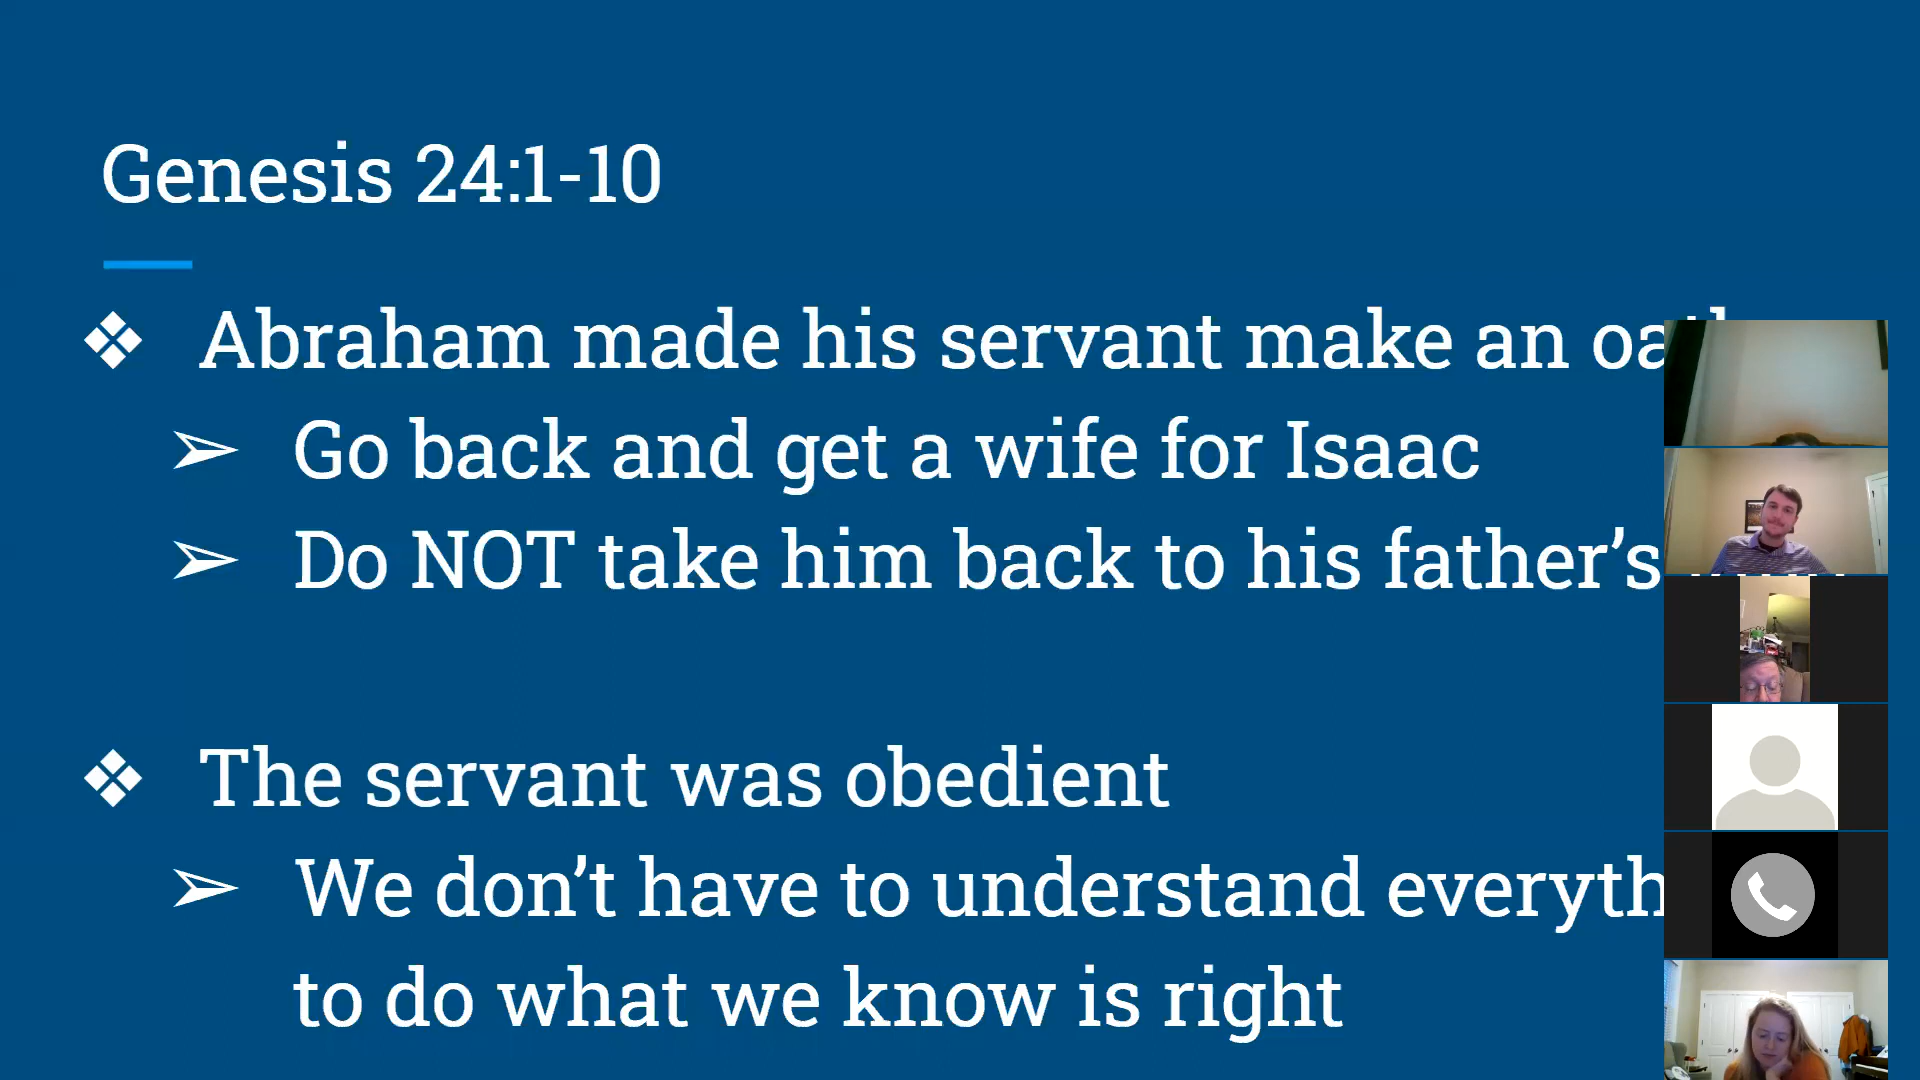 Genesis 24:1-10
❖ Abraham made his servant make an
➢ Go back and get a wife for Isaac
➢ Do NOT take him back to his father’s
❖ The servant was obedient
➢ We don’t have to understand
to do what we know is right